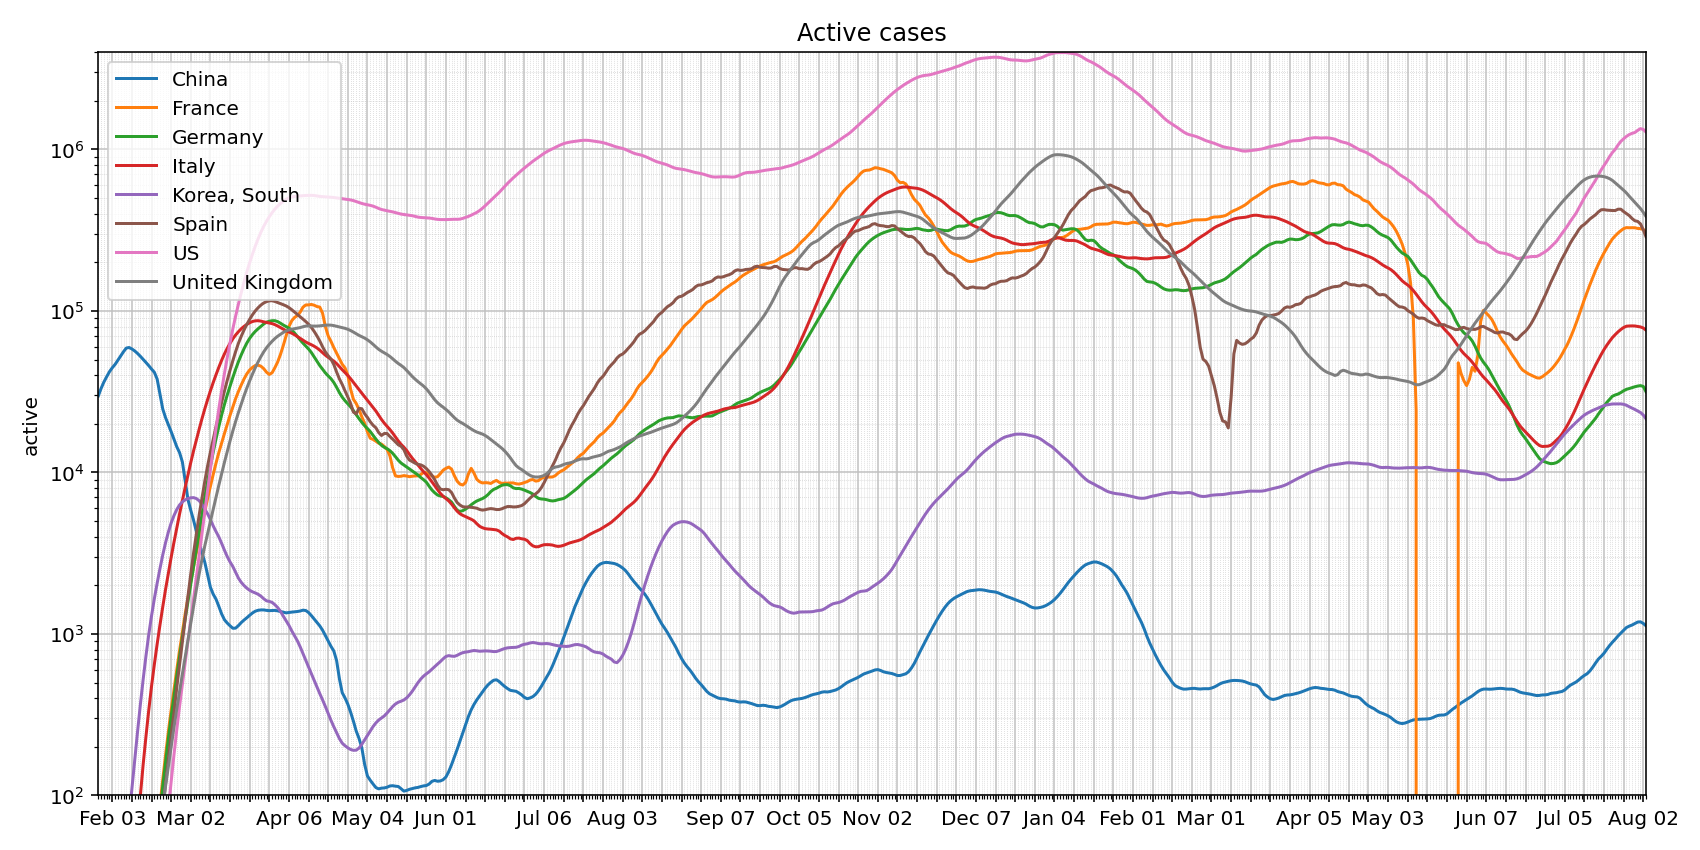 Active cases
China
France
Germany
Italy
Korea, South
Spain
US
United Kingdom
active
10⁶
10⁵
10⁴
10³
10²
Feb 03 Mar 02 Apr 06 May 04 Jun 01 Jul 06 Aug 03 Sep 07 Oct 05 Nov 02 Dec 07 Jan 04 Feb 01 Mar 01 Apr 05 May 03 Jun 07 Jul 05 Aug 02